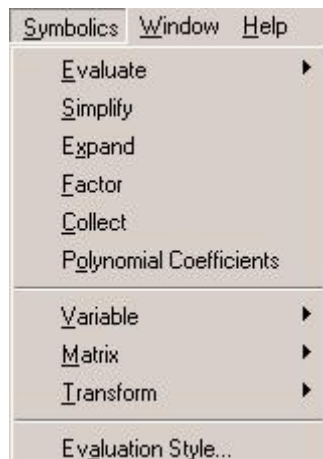 Symbolics Window Help
Evaluate
Simplify
Expand
Factor
Collect
Polynomial Coefficients
Variable
Matrix
Transform
Evaluation Style...